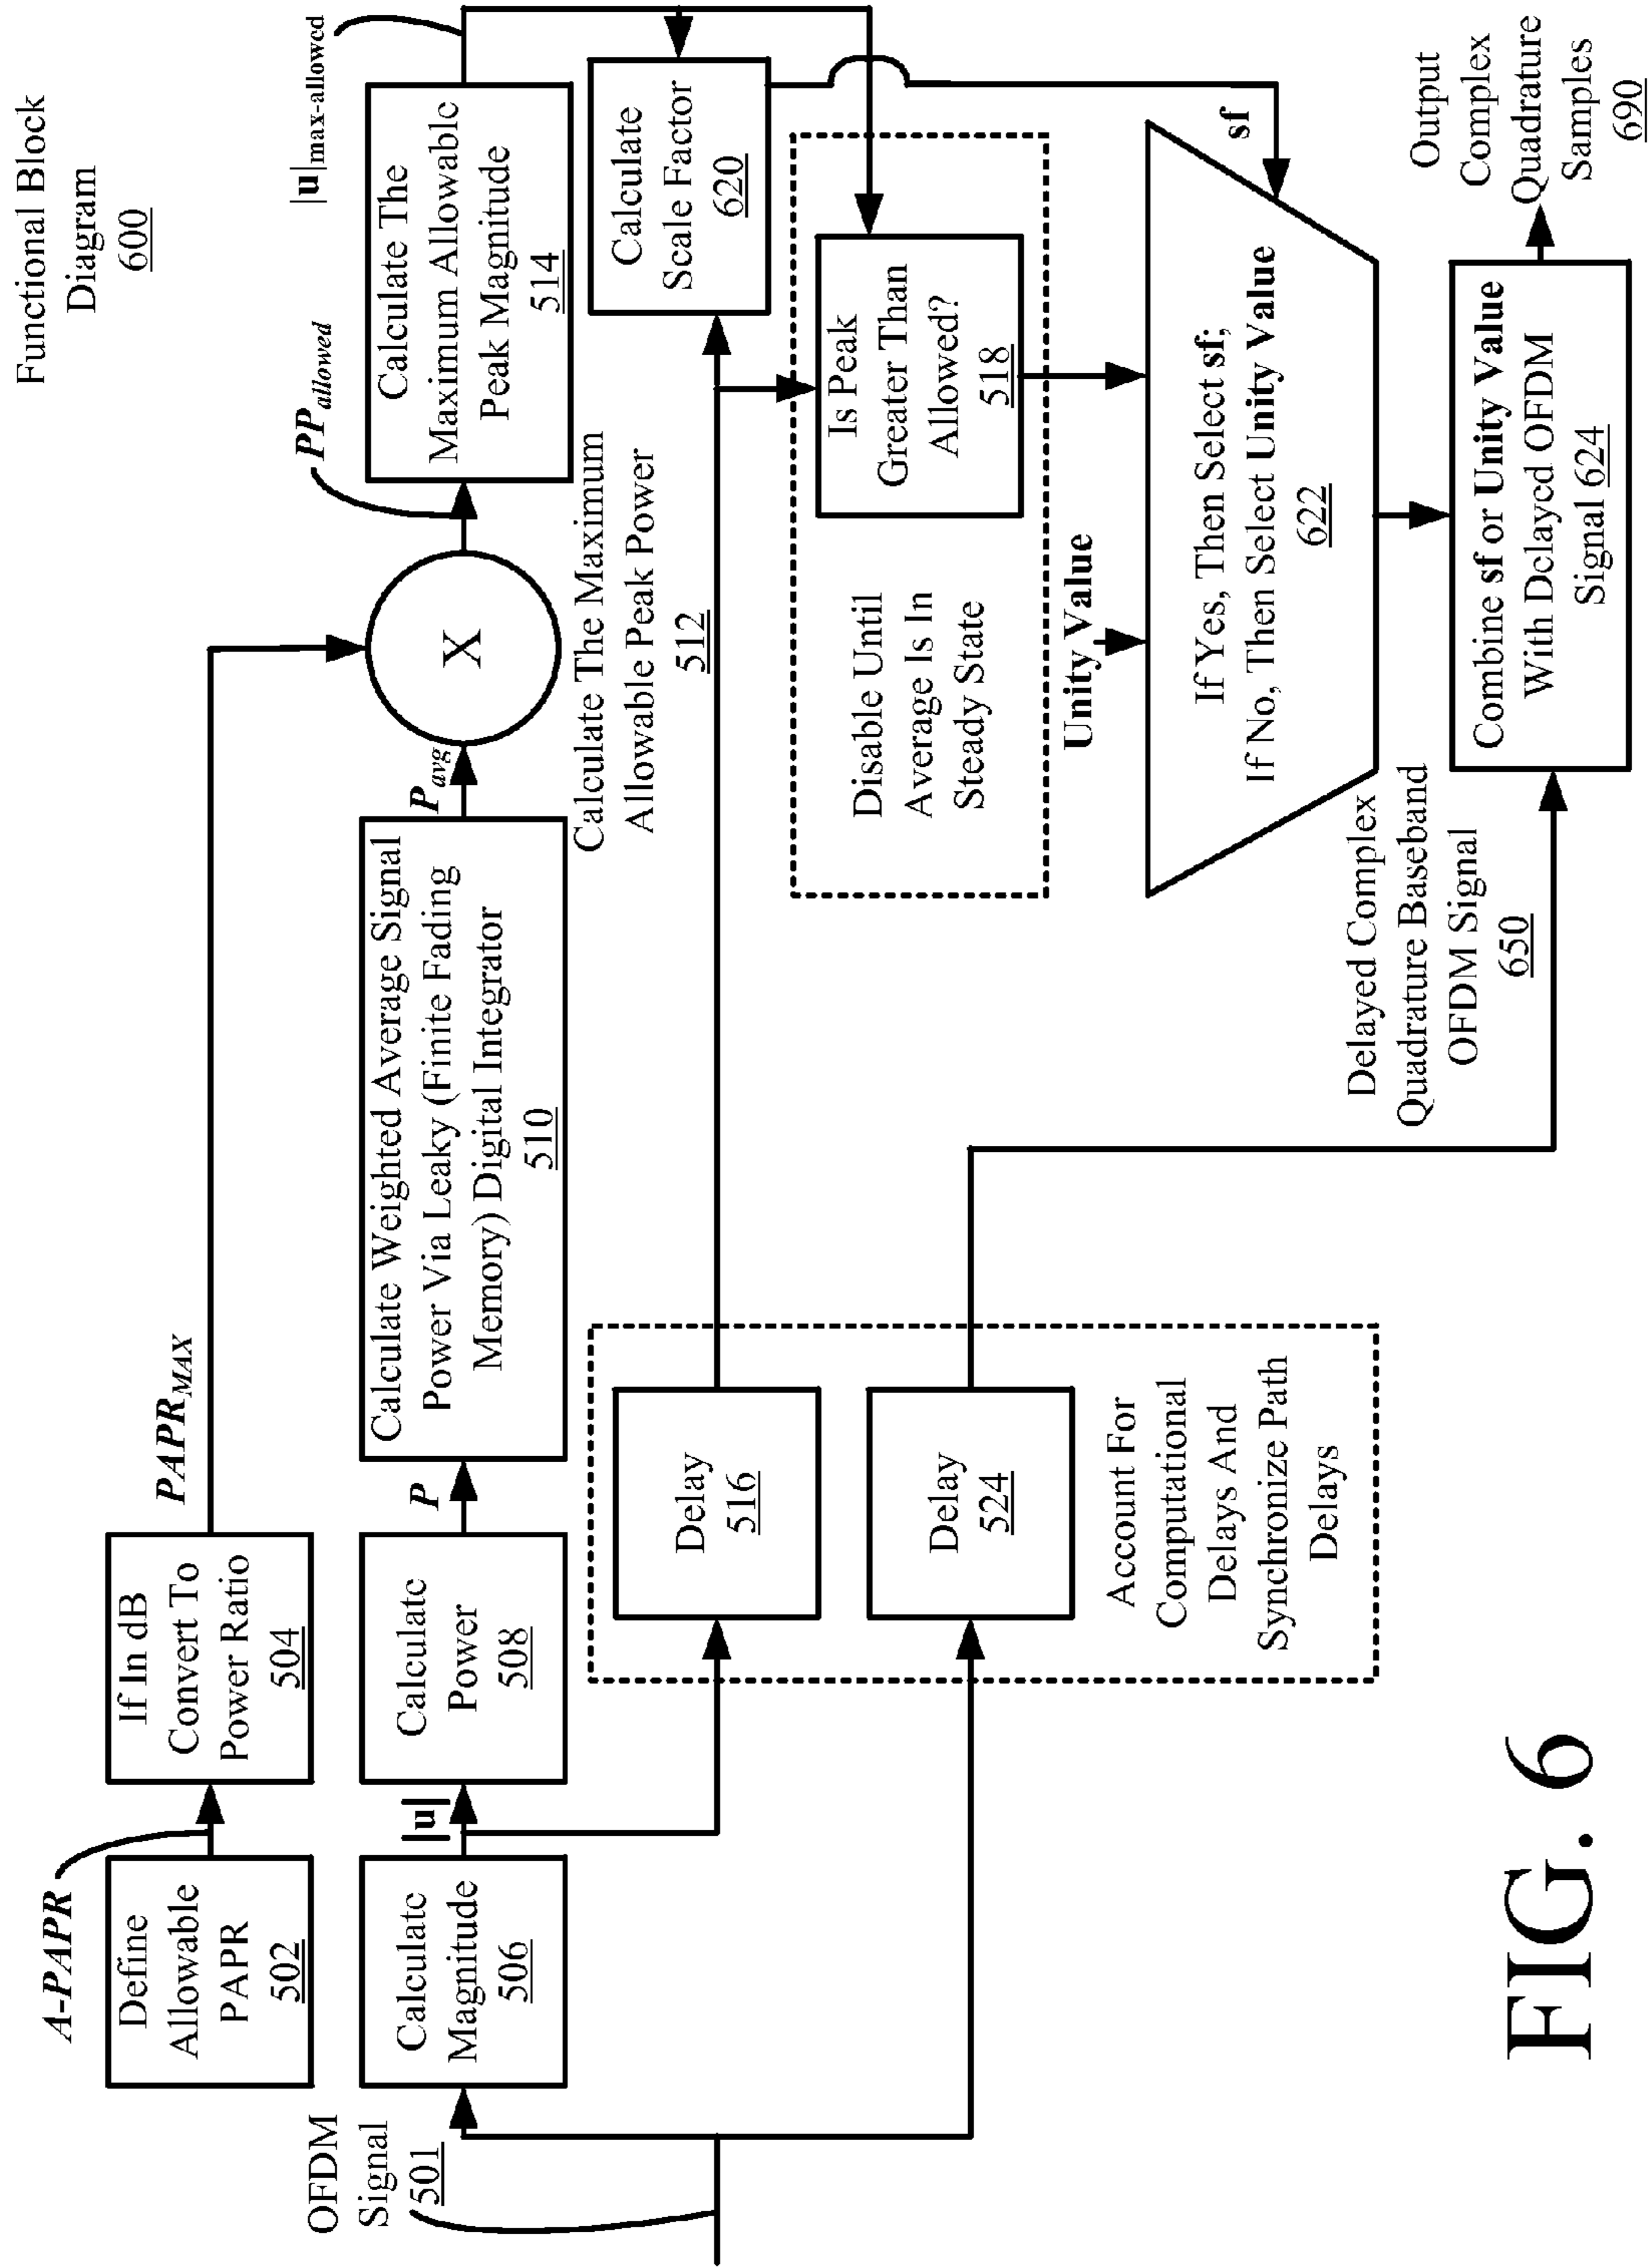 Functional Block
Diagram
600
A-PAPR
Define
Allowable
PAPR
502
If In dB
Convert To
Power Ratio
504
PAPR MAX
OFDM
Signal
501
Calculate
Magnitude
506
|u|
Calculate
Power
508
P
Calculate Weighted Average Signal
Power Via Leaky (Finite Fading
Memory) Digital Integrator
510
P avg
X
Calculate The Maximum
Allowable Peak Power
512
PP allowed
Calculate The
Maximum Allowable
Peak Magnitude
514
|u| max-allowed
Calculate
Scale Factor
620
Delay
516
Delay
524
Account For
Computational
Delays And
Synchronize Path
Delays
Disable Until
Average Is In
Steady State
Is Peak
Greater Than
Allowed?
518
Unity Value
sf
If Yes, Then Select sf;
If No, Then Select Unity Value
622
Delayed Complex
Quadrature Baseband
OFDM Signal
650
Combine sf or Unity Value
With Delayed OFDM
Signal 624
Output
Complex
Quadrature
Samples
690
FIG. 6